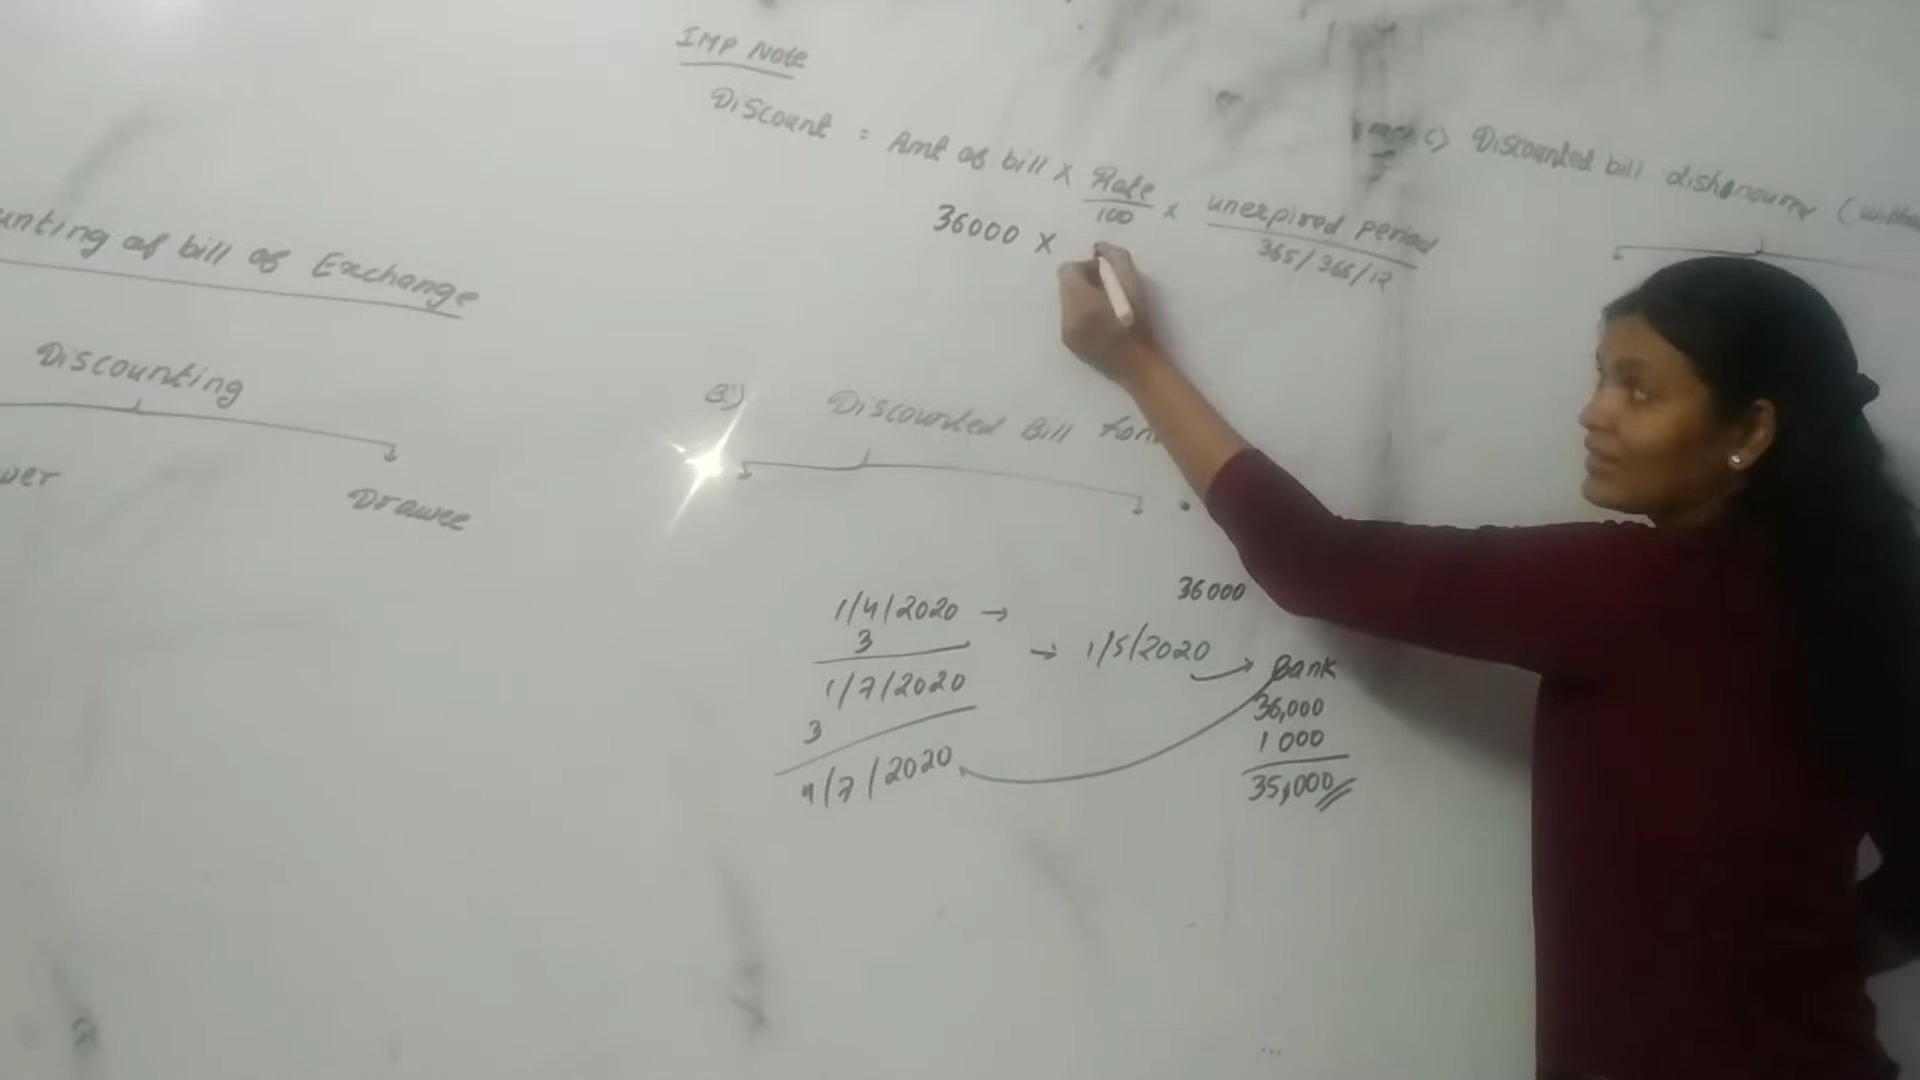 IMP Note
Discount = Amt of bill x Rate/100 x unexpired period/365/366/12
36000 x
c) Discounted bill dishonoured
unting of bill of Exchange
Discounting
wer
Drawee
B)
Discounted Bill
36000
1/4/2020 →
3
1/7/2020
3
4/7/2020
→ 1/5/2020 → Bank
36,000
1 000
35,000